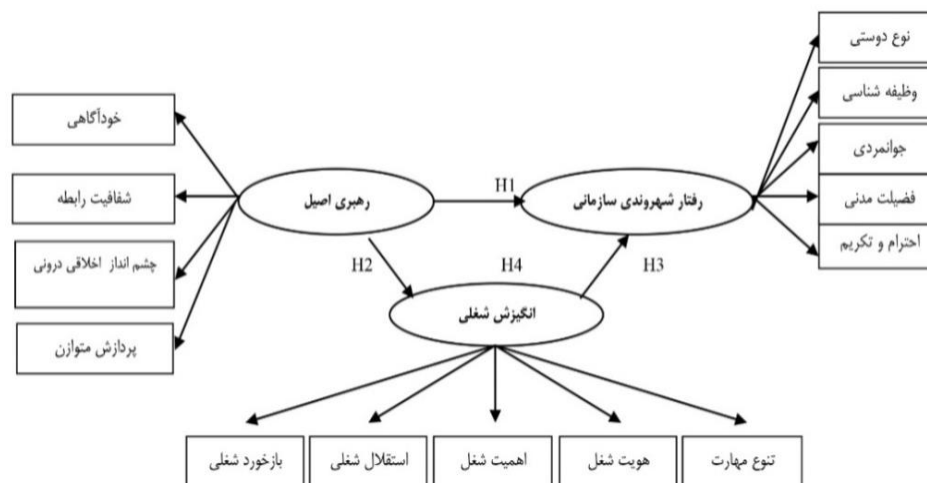 نوع دوستی
وظیفه شناسی
جوانمردی
فضیلت مدنی
احترام و تکریم
خودآگاهی
شفافیت رابطه
چشم انداز اخلاقی درونی
پردازش متوازن
رفتار شهروندی سازمانی
H1
رهبری اصیل
H2
H4
H3
انگیزش شغلی
تنوع مهارت
هویت شغل
اهمیت شغل
استقلال شغلی
بازخورد شغلی